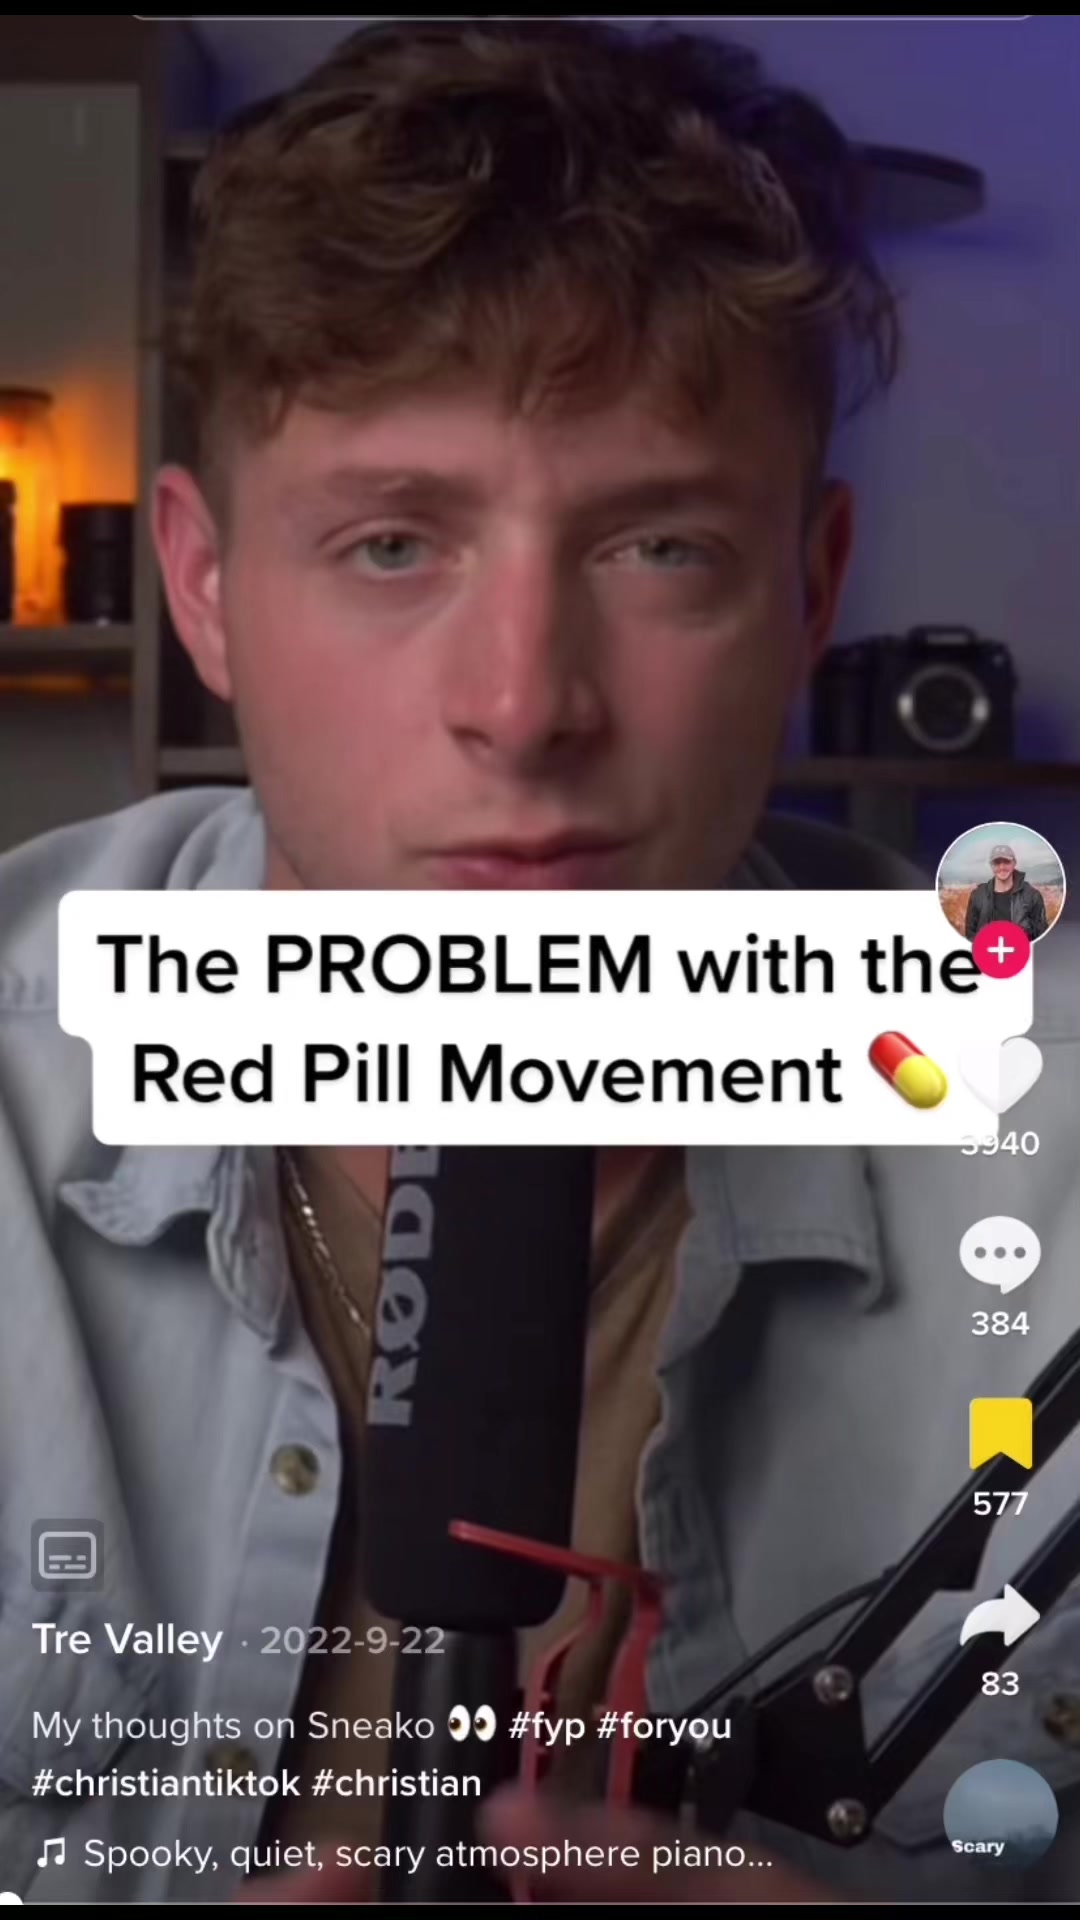 The PROBLEM with the
Red Pill Movement 💊
3940
RØDE
384
577
Tre Valley · 2022-9-22
83
My thoughts on Sneako 👀 #fyp #foryou
#christiantiktok #christian
Scary
Spooky, quiet, scary atmosphere piano...